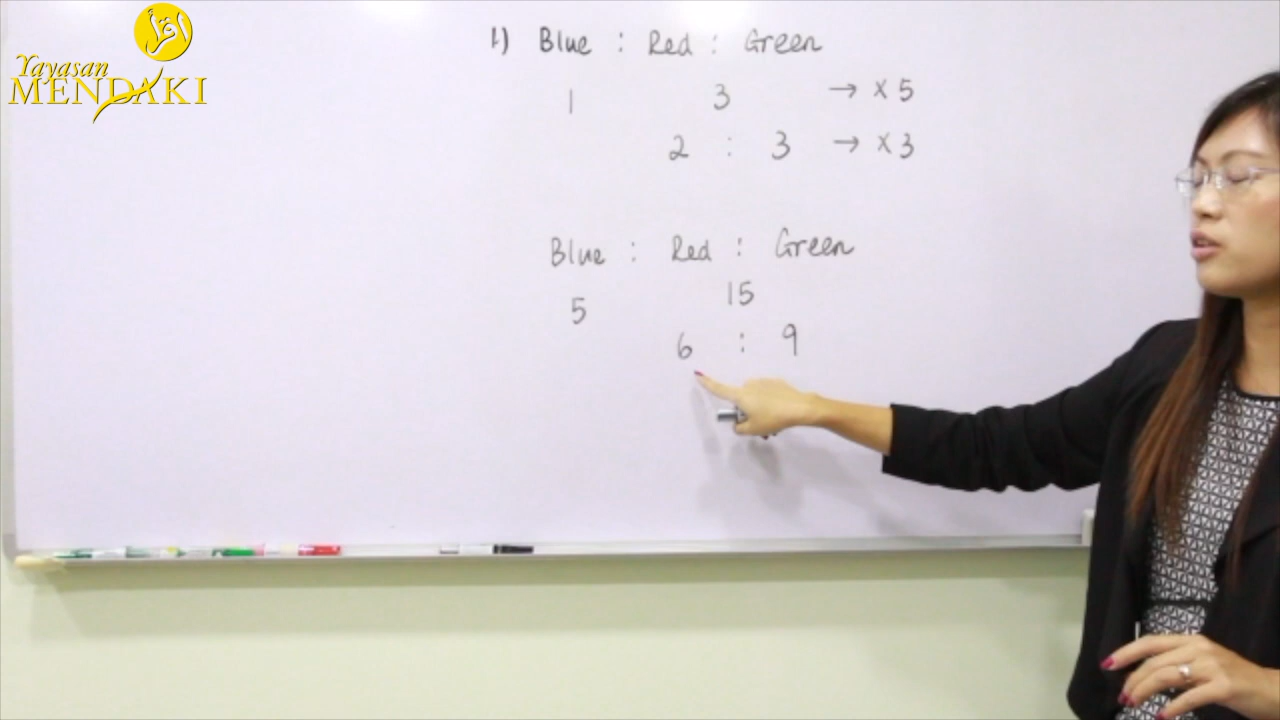 اقرأ
Yayasan
MENDAKI
1.) Blue : Red : Green
1 3 → × 5
2 : 3 → × 3
Blue : Red : Green
5 15
6 : 9